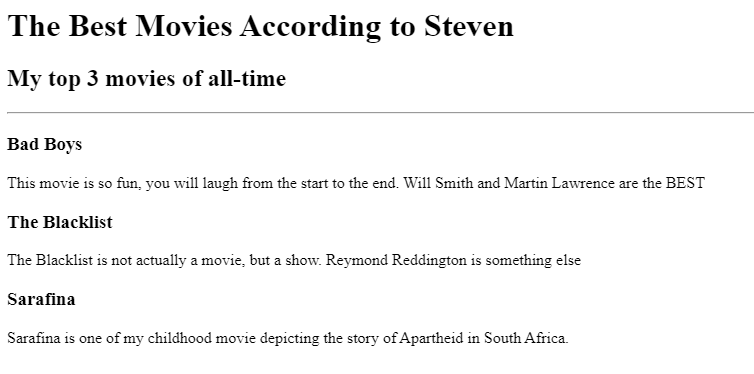 The Best Movies According to Steven
My top 3 movies of all-time
Bad Boys
This movie is so fun, you will laugh from the start to the end. Will Smith and Martin Lawrence are the BEST
The Blacklist
The Blacklist is not actually a movie, but a show. Reymond Reddington is something else
Sarafina
Sarafina is one of my childhood movie depicting the story of Apartheid in South Africa.